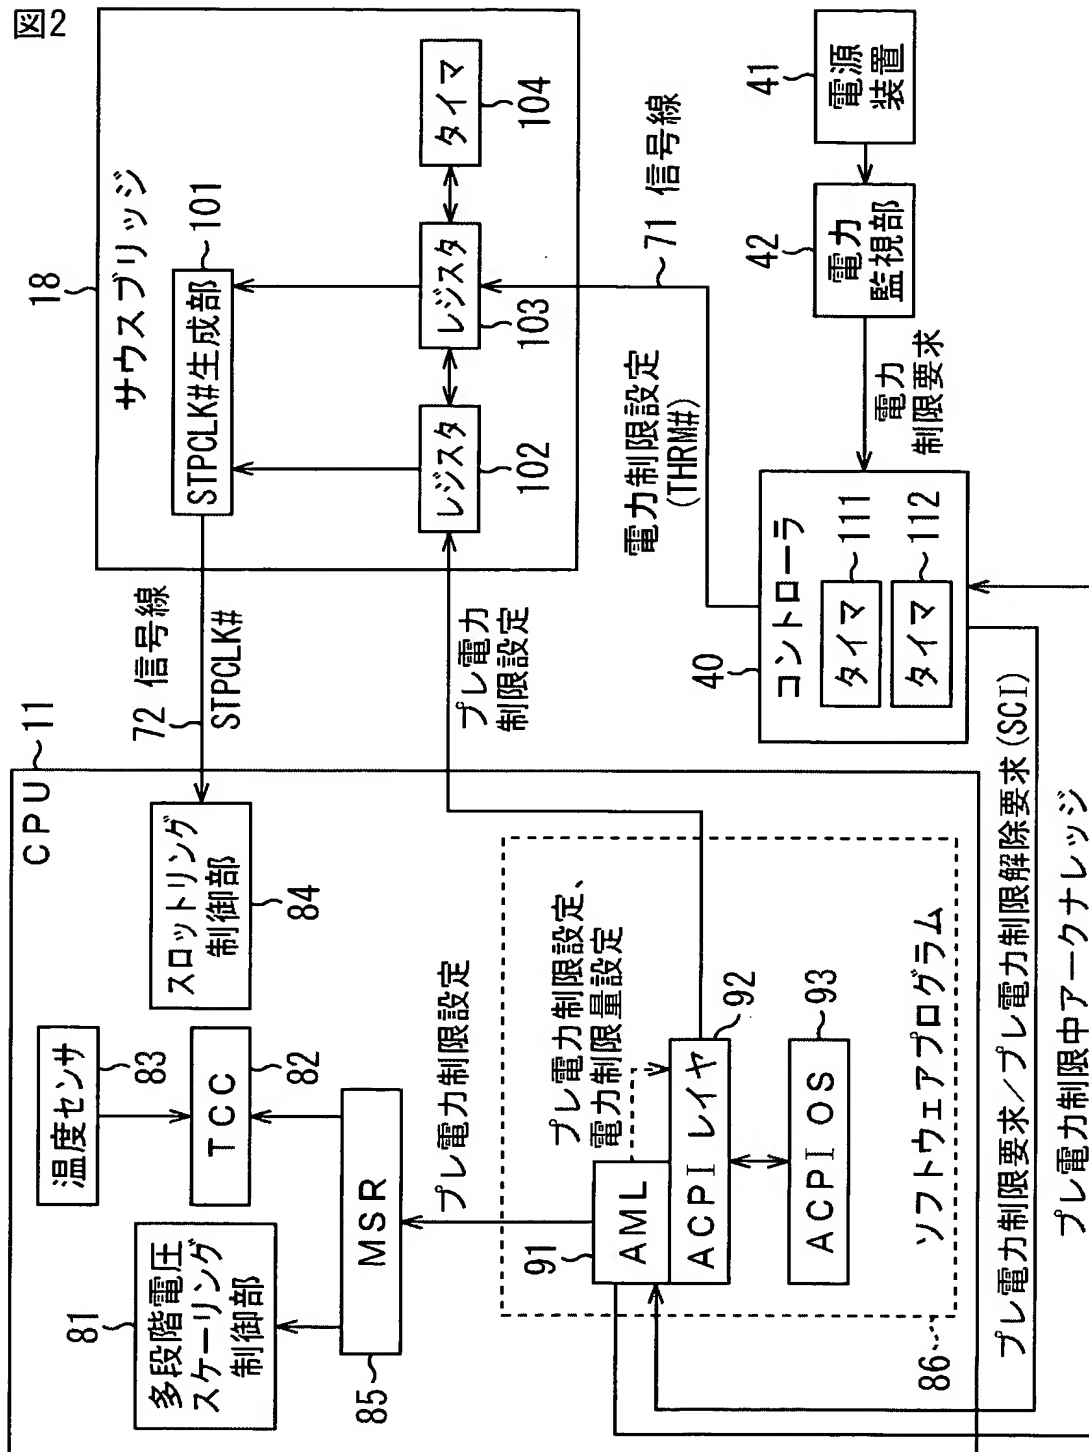 図2
CPU
11
多段階電圧
スケーリング
制御部
81
温度センサ
83
TCC
82
スロットリング
制御部
84
MSR
85
プレ電力制限設定
プレ電力制限設定、
電力制限量設定
AML
91
ACPIレイヤ
92
ACPI OS
93
ソフトウェアプログラム
86
72 信号線
STPCLK#
プレ電力
制限設定
18
サウスブリッジ
STPCLK#生成部
101
レジスタ
102
レジスタ
103
タイマ
104
71 信号線
電力制限設定
(THRM#)
40
コントローラ
タイマ
111
タイマ
112
電力
制限要求
42
電力
監視部
41
電源
装置
プレ電力制限要求/プレ電力制限解除要求(SCI)
プレ電力制限中アークナレッジ